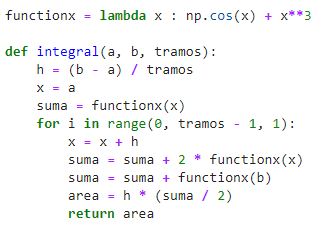 functionx = lambda x : np.cos(x) + x**3

def integral(a, b, tramos):
    h = (b - a) / tramos
    x = a
    suma = functionx(x)
    for i in range(0, tramos - 1, 1):
        x = x + h
        suma = suma + 2 * functionx(x)
        suma = suma + functionx(b)
        area = h * (suma / 2)
        return area